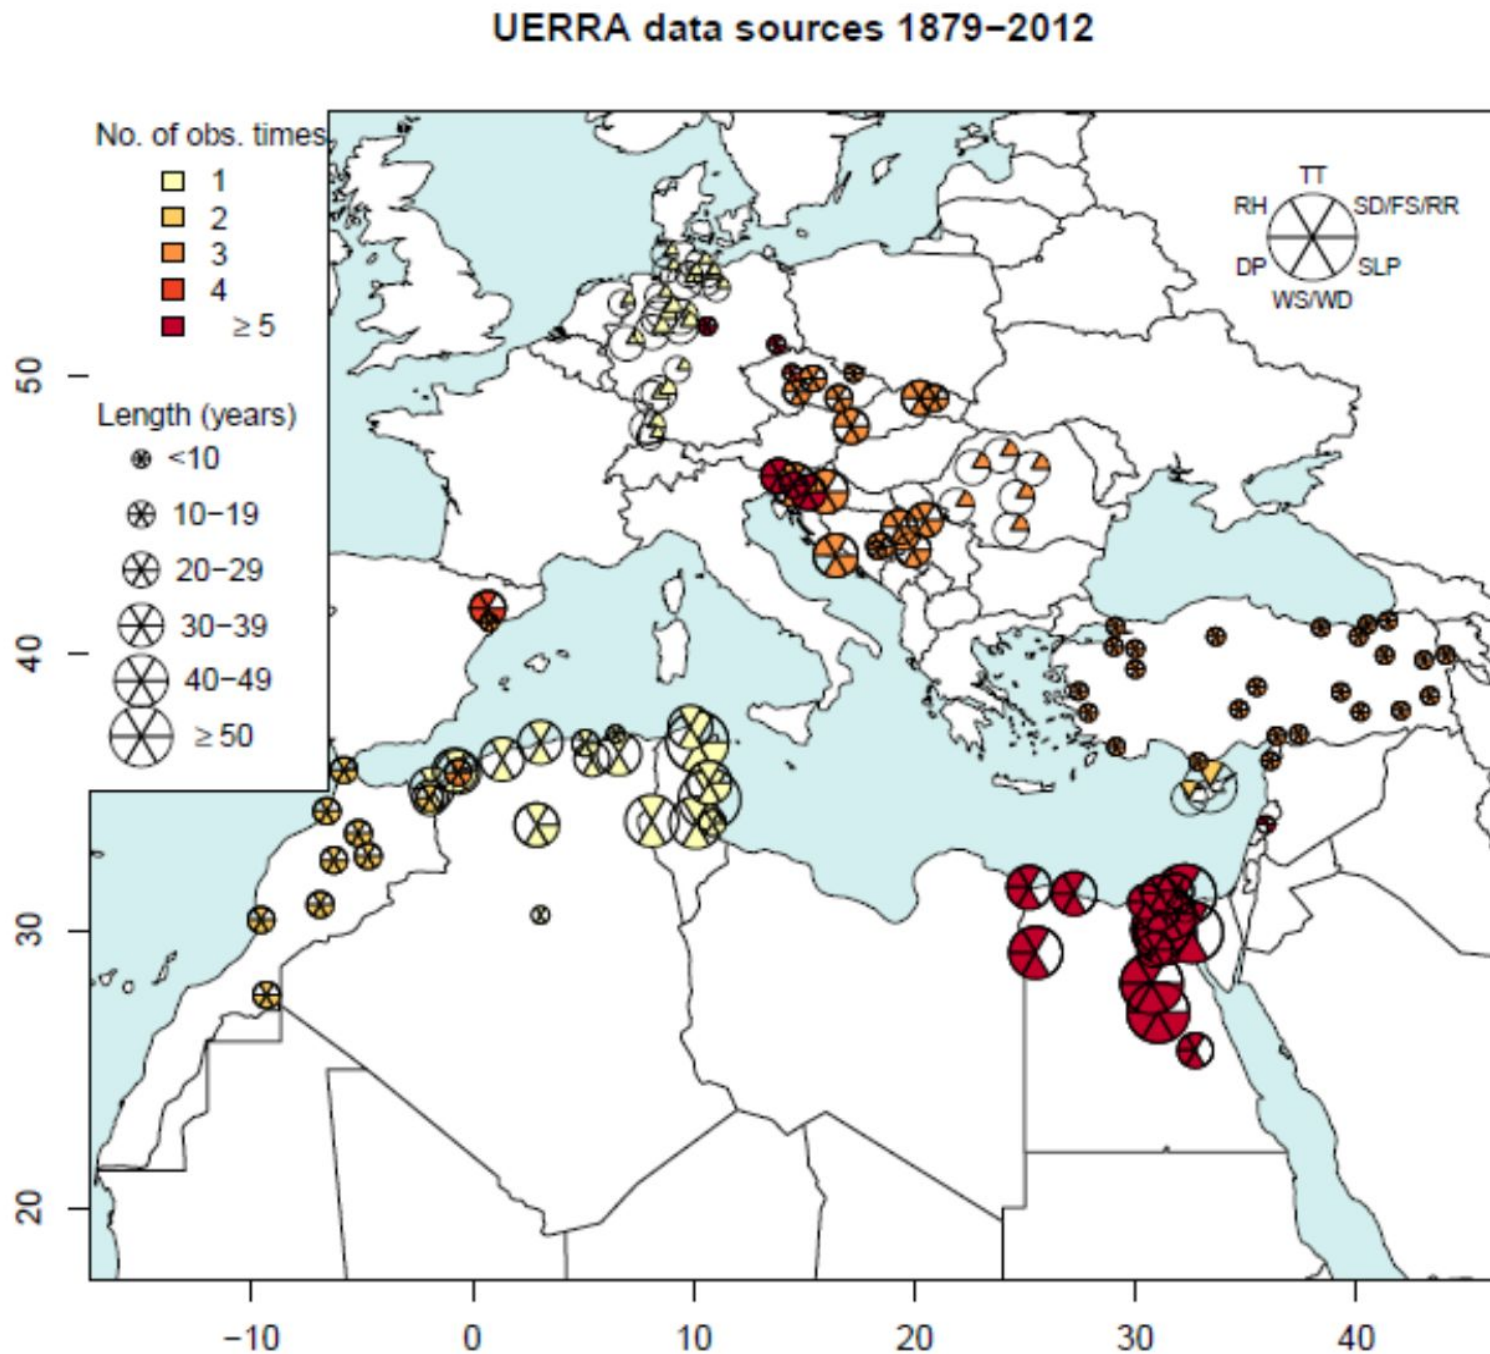 UERRA data sources 1879−2012
No. of obs. times
1
2
3
4
≥ 5
Length (years)
<10
10−19
20−29
30−39
40−49
≥ 50
TT
RH
SD/FS/RR
DP
SLP
WS/WD
50
40
30
20
−10
0
10
20
30
40